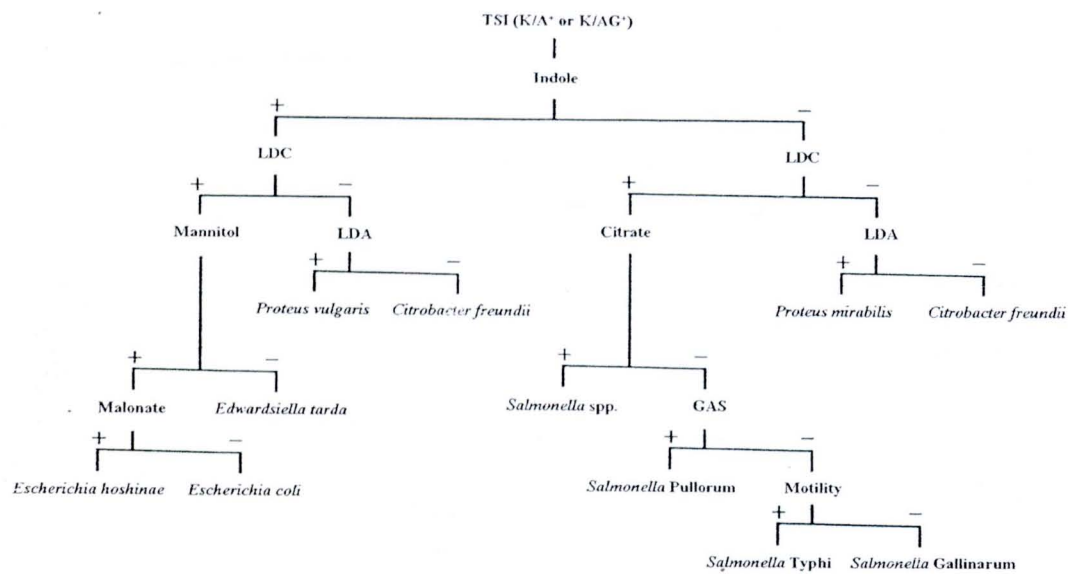 TSI (K/A⁺ or K/AG⁺)
Indole
+ −
LDC LDC
+ − + −
Mannitol LDA Citrate LDA
+ − + −
Proteus vulgaris Citrobacter freundii Proteus mirabilis Citrobacter freundii
+ − + −
Malonate Edwardsiella tarda Salmonella spp. GAS
+ − + −
Escherichia hoshinae Escherichia coli Salmonella Pullorum Motility
+ −
Salmonella Typhi Salmonella Gallinarum